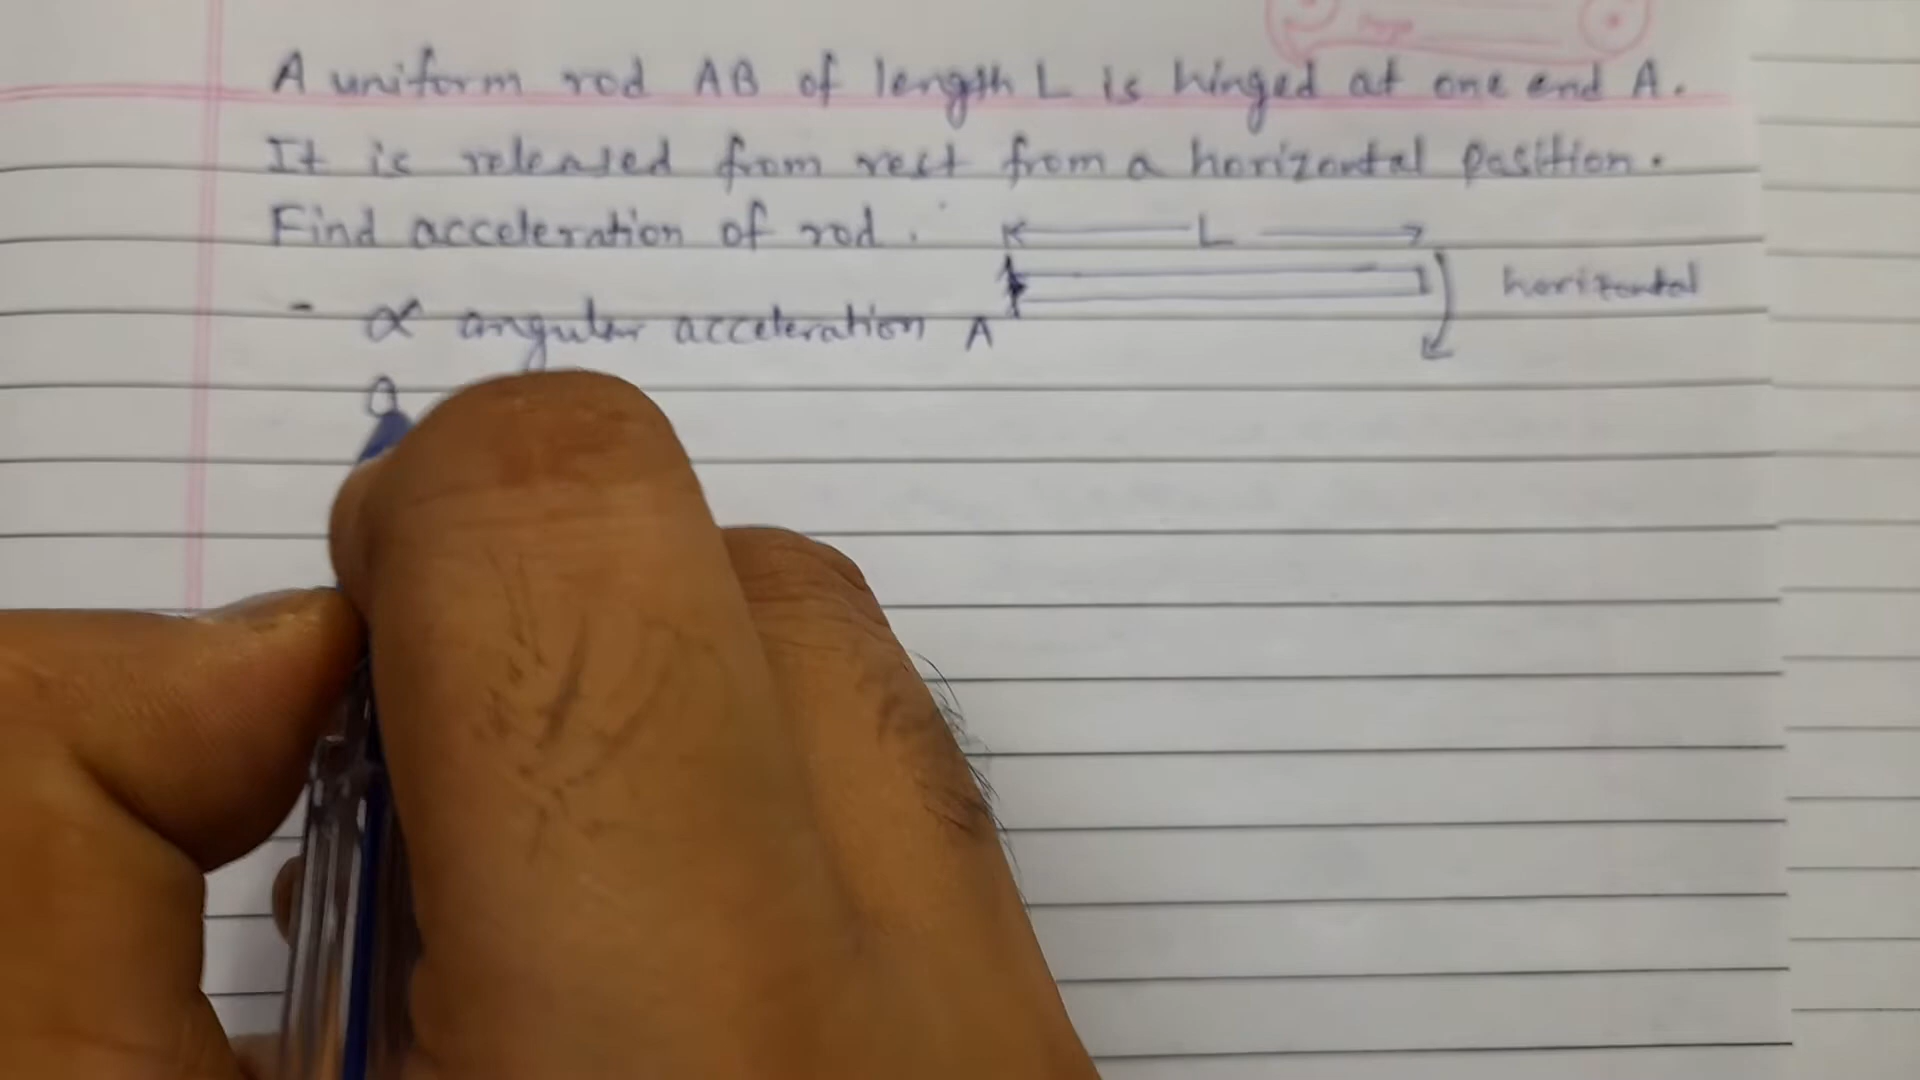 A uniform rod AB of length L is hinged at one end A.
It is released from rest from a horizontal position.
Find acceleration of rod.
L
horizontal
- ∝ angular acceleration
A